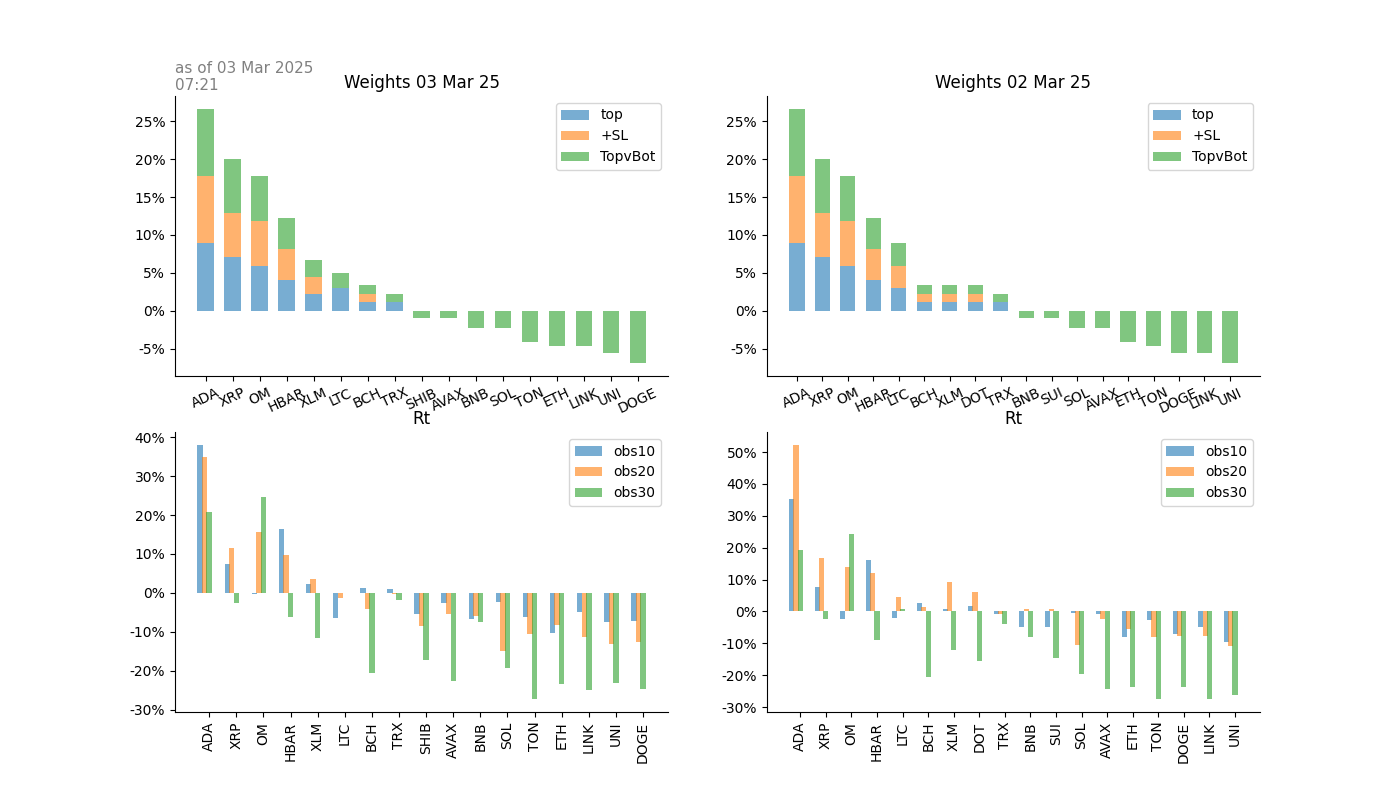 as of 03 Mar 2025
07:21
Weights 03 Mar 25
25%
20%
15%
10%
5%
0%
-5%
top
+SL
TopvBot
ADA XRP OM HBAR XLM LTC BCH TRX SHIB AVAX BNB SOL TON ETH LINK UNI DOGE
Weights 02 Mar 25
25%
20%
15%
10%
5%
0%
-5%
top
+SL
TopvBot
ADA XRP OM HBAR LTC BCH XLM DOT TRX BNB SUI SOL AVAX ETH TON DOGE LINK UNI
Rt
40%
30%
20%
10%
0%
-10%
-20%
-30%
obs10
obs20
obs30
ADA XRP OM HBAR XLM LTC BCH TRX SHIB AVAX BNB SOL TON ETH LINK UNI DOGE
Rt
50%
40%
30%
20%
10%
0%
-10%
-20%
-30%
obs10
obs20
obs30
ADA XRP OM HBAR LTC BCH XLM DOT TRX BNB SUI SOL AVAX ETH TON DOGE LINK UNI